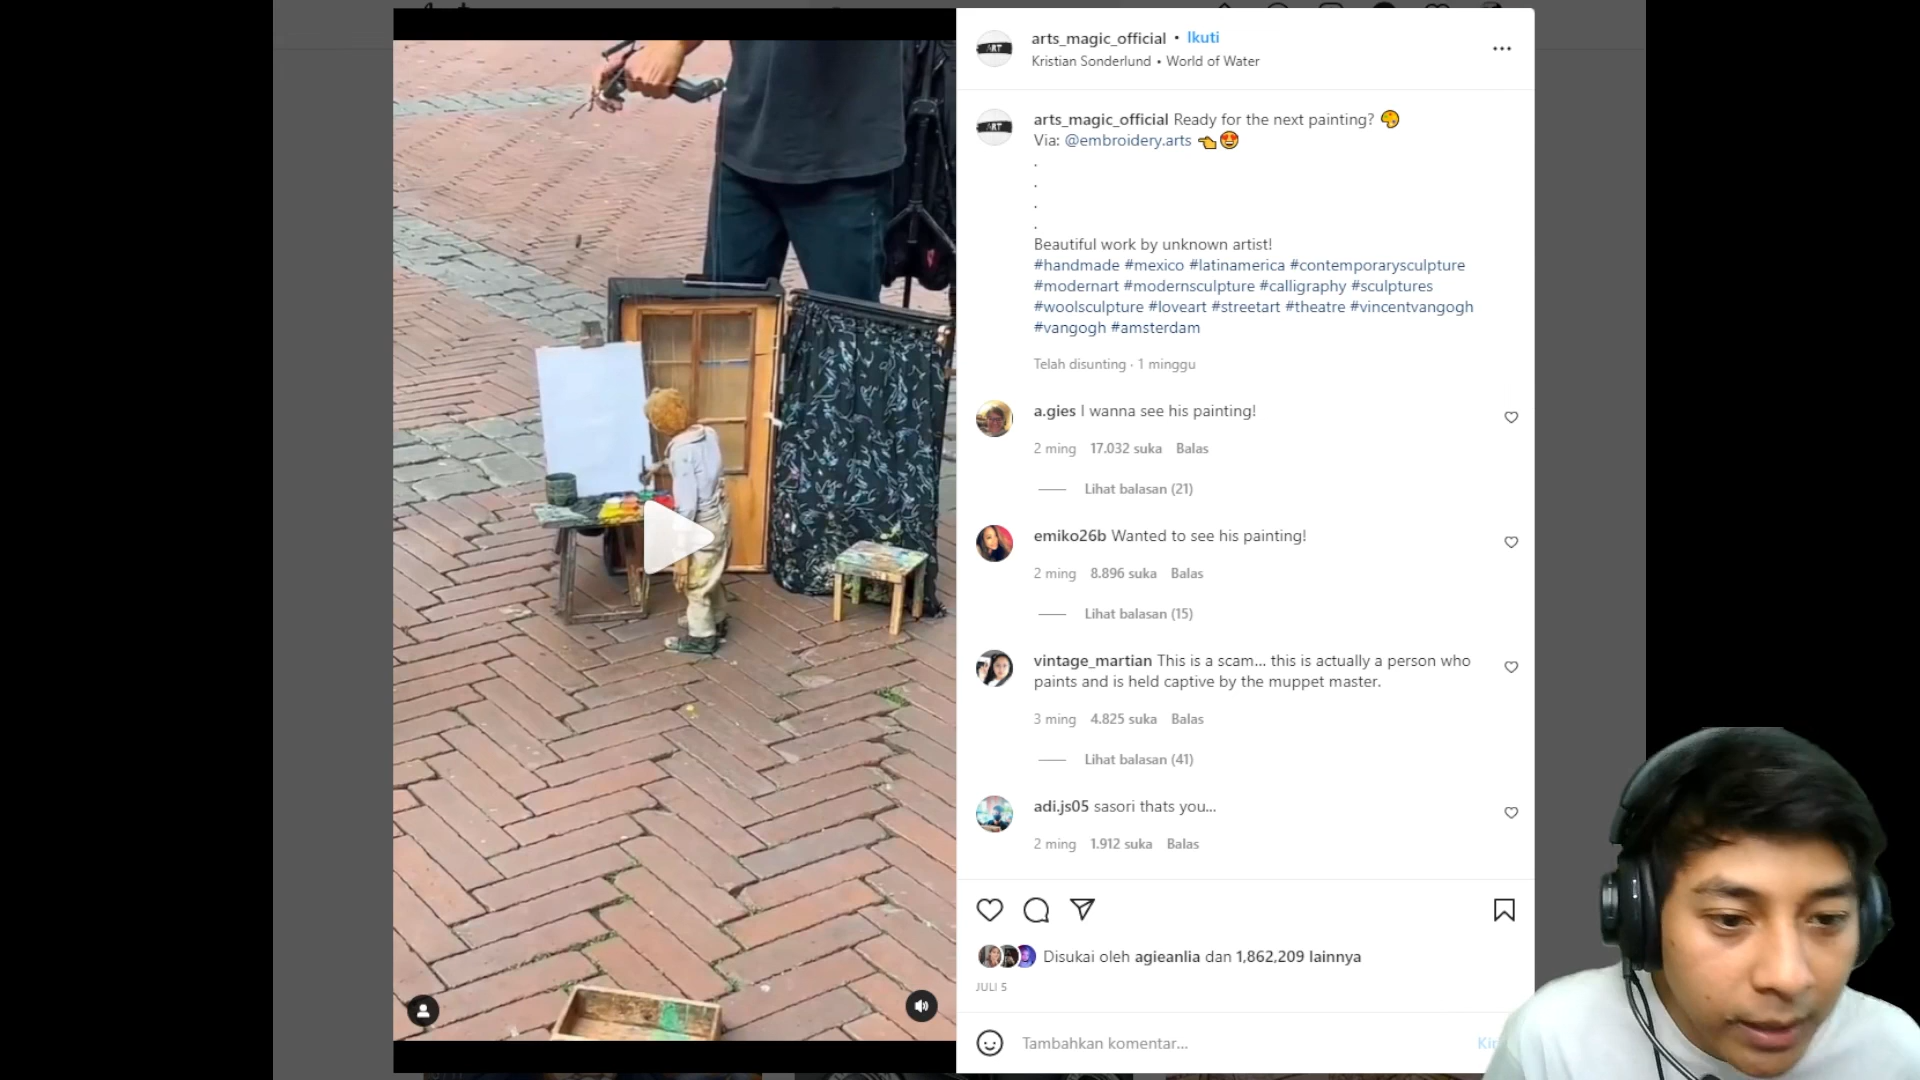 arts_magic_official • Ikuti
Kristian Sonderlund • World of Water
arts_magic_official Ready for the next painting? 🎨
Via: @embroidery.arts 👈😍
.
.
.
.
Beautiful work by unknown artist!
#handmade #mexico #latinamerica #contemporarysculpture
#modernart #modernsculpture #calligraphy #sculptures
#woolsculpture #loveart #streetart #theatre #vincentvangogh
#vangogh #amsterdam
Telah disunting · 1 minggu
a.gies I wanna see his painting!
2 ming 17.032 suka Balas
Lihat balasan (21)
emiko26b Wanted to see his painting!
2 ming 8.896 suka Balas
Lihat balasan (15)
vintage_martian This is a scam... this is actually a person who
paints and is held captive by the muppet master.
3 ming 4.825 suka Balas
Lihat balasan (41)
adi.js05 sasori thats you...
2 ming 1.912 suka Balas
Disukai oleh agieanlia dan 1,862,209 lainnya
JULI 5
Tambahkan komentar...